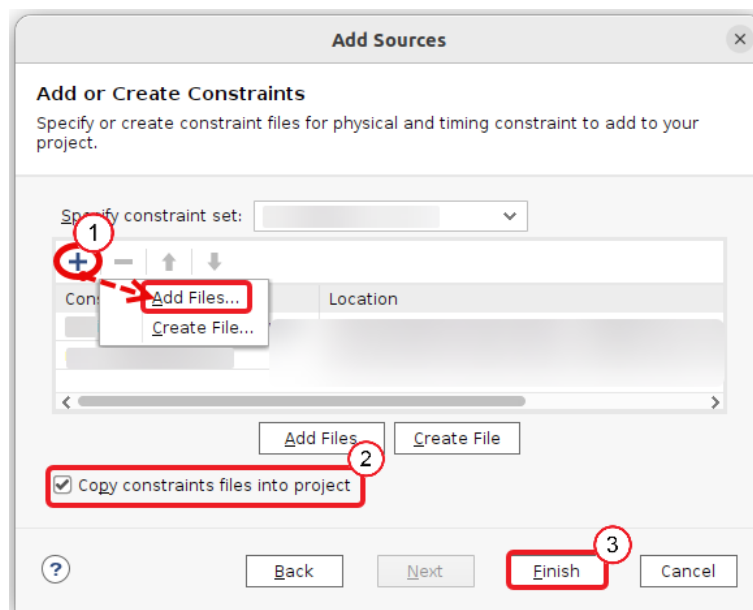 Add Sources
Add or Create Constraints
Specify or create constraint files for physical and timing constraint to add to your
project.
constraint set:
1
Add Files...
Location
Create File...
Add Files
Create File
2
Copy constraints files into project
3
? Back Next Finish Cancel